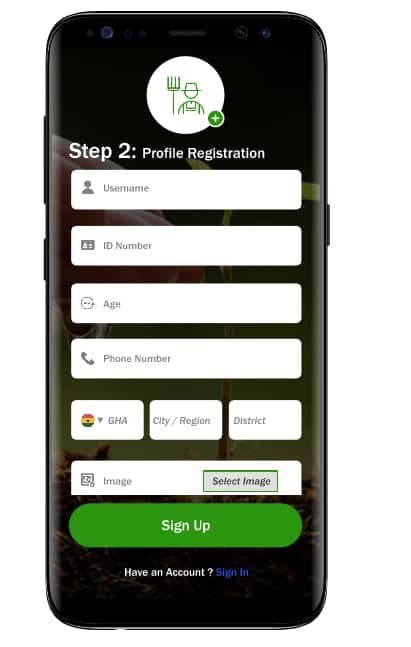 Step 2: Profile Registration
Username
ID Number
Age
Phone Number
GHA City / Region District
Image Select Image
Sign Up
Have an Account ? Sign In